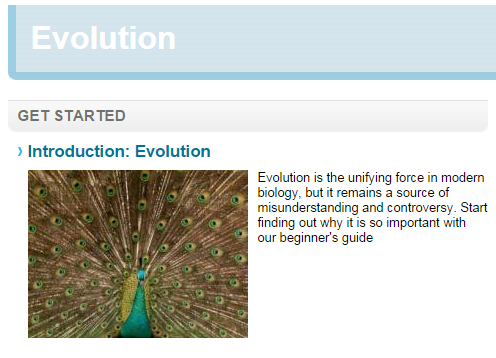 Evolution
GET STARTED
› Introduction: Evolution
Evolution is the unifying force in modern
biology, but it remains a source of
misunderstanding and controversy. Start
finding out why it is so important with
our beginner's guide